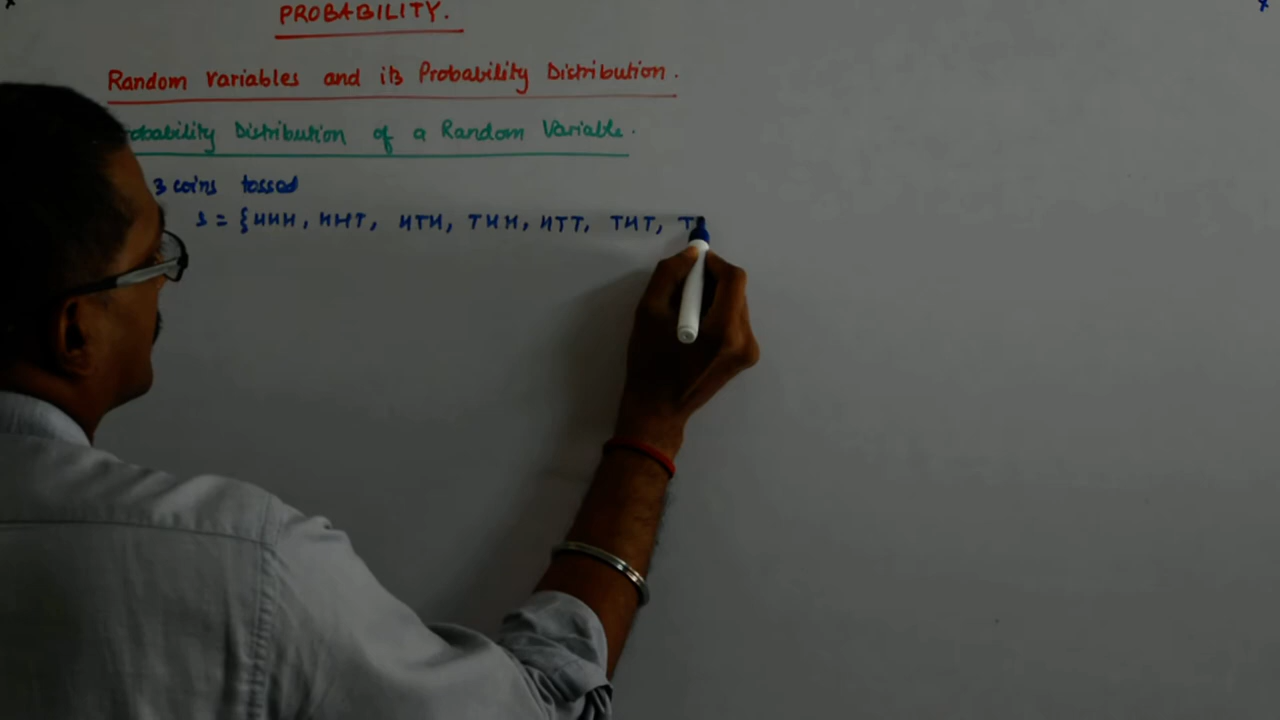 PROBABILITY.
Random Variables and its Probability Distribution.
Probability Distribution of a Random Variable.
3 coins tossed
S = {HHH, HHT, HTH, THH, HTT, THT, T